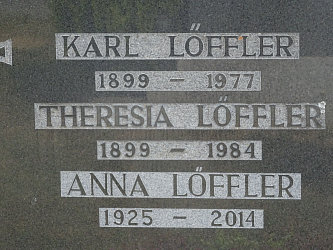 KARL LÖFFLER
1899 – 1977
THERESIA LÖFFLER
1899 – 1984
ANNA LÖFFLER
1925 – 2014